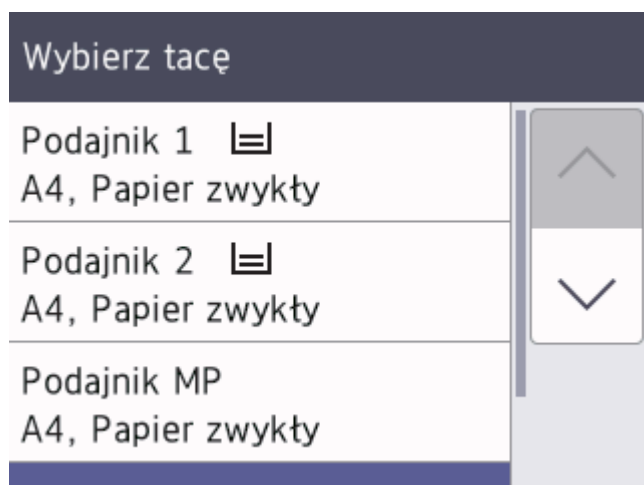 Wybierz tacę
Podajnik 1
A4, Papier zwykły
Podajnik 2
A4, Papier zwykły
Podajnik MP
A4, Papier zwykły